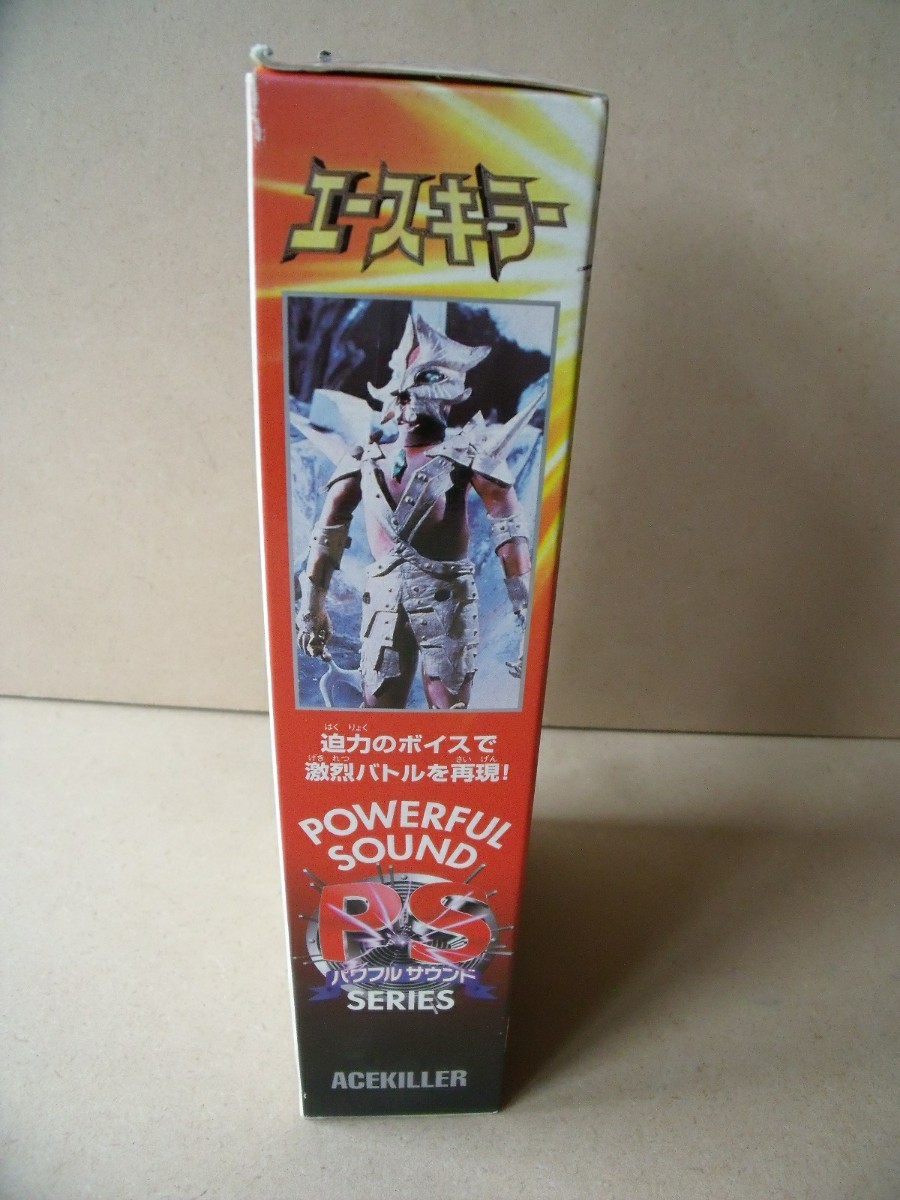 エースキラー
迫力のボイスで
激烈バトルを再現!
POWERFUL
SOUND
PS
パワフル サウンド
SERIES
ACEKILLER